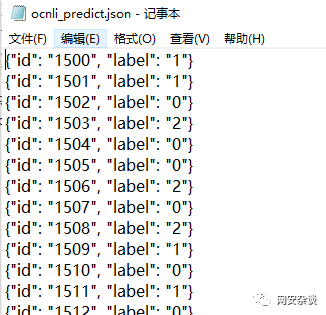 ocnli_predict.json - 记事本
文件(F) 编辑(E) 格式(O) 查看(V) 帮助(H)
{"id": "1500", "label": "1"}
{"id": "1501", "label": "1"}
{"id": "1502", "label": "0"}
{"id": "1503", "label": "2"}
{"id": "1504", "label": "0"}
{"id": "1505", "label": "0"}
{"id": "1506", "label": "2"}
{"id": "1507", "label": "0"}
{"id": "1508", "label": "2"}
{"id": "1509", "label": "1"}
{"id": "1510", "label": "0"}
{"id": "1511", "label": "1"}
{"id": "1512", "label": "0"}
网安杂谈